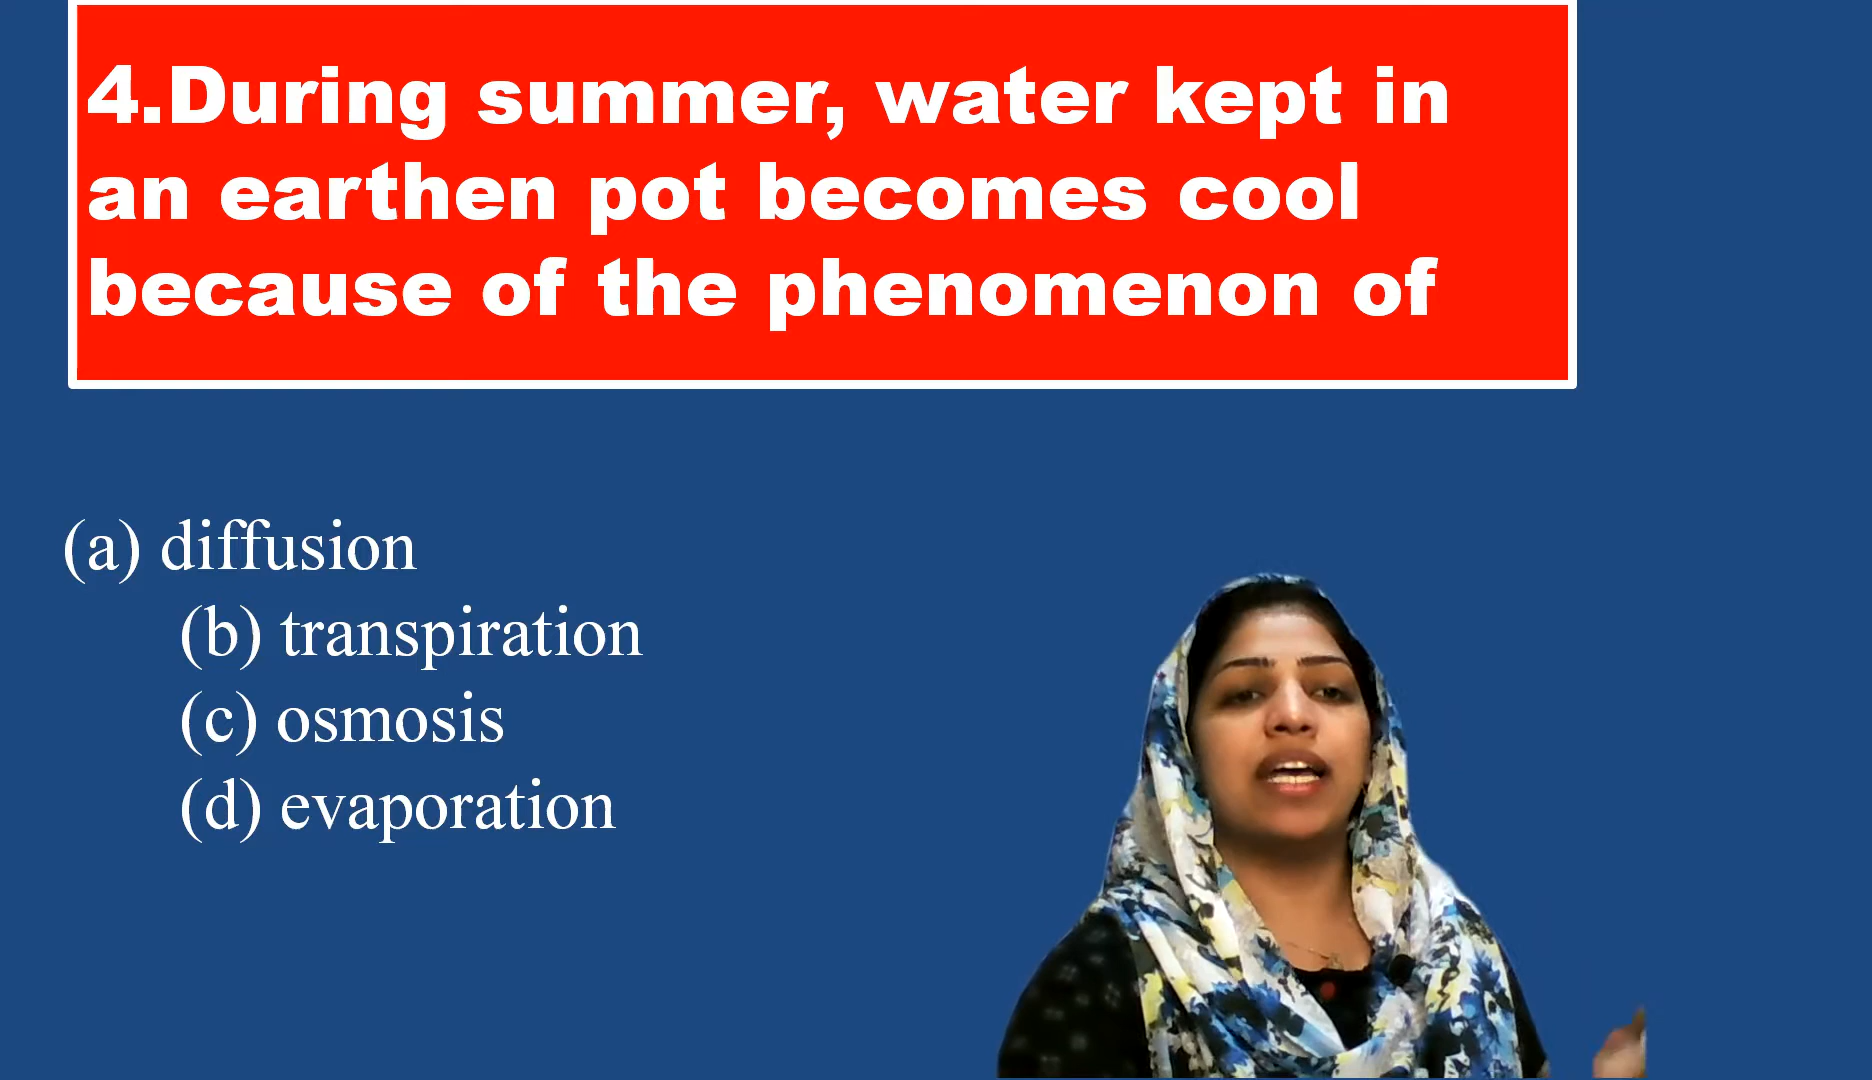 4.During summer, water kept in
an earthen pot becomes cool
because of the phenomenon of
(a) diffusion
(b) transpiration
(c) osmosis
(d) evaporation